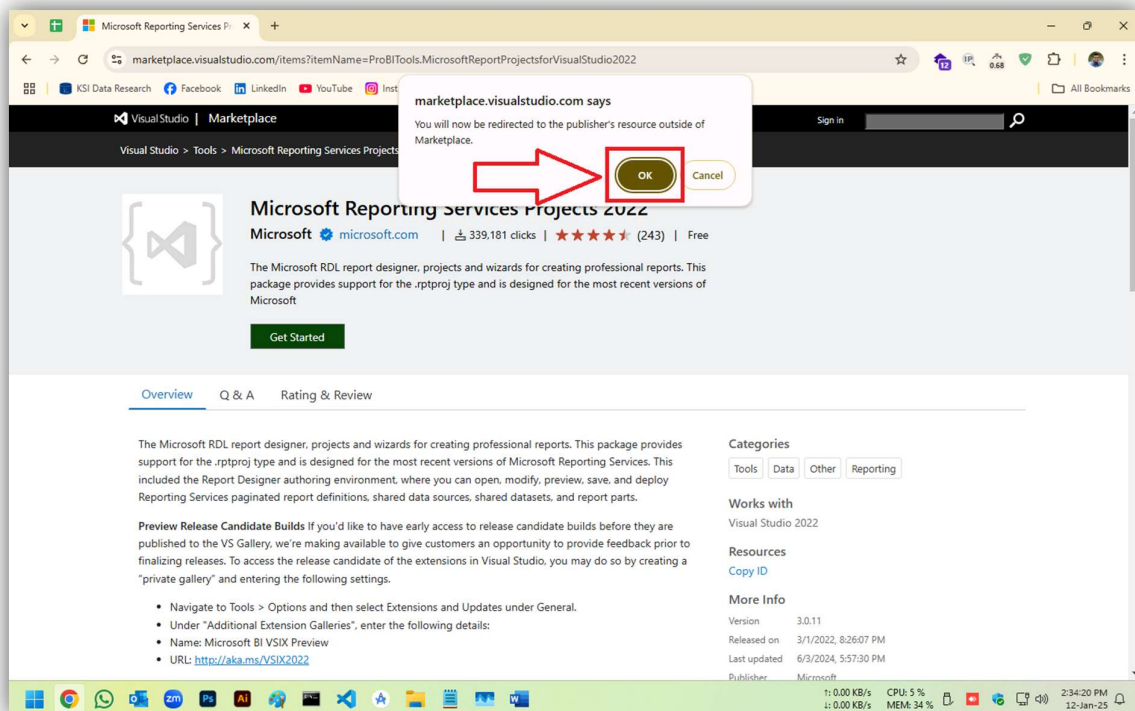 Microsoft Reporting Services Pr
marketplace.visualstudio.com/items?itemName=ProBITools.MicrosoftReportProjectsforVisualStudio2022
12
IP
0.68
KSI Data Research Facebook LinkedIn YouTube Inst
All Bookmarks
marketplace.visualstudio.com says
You will now be redirected to the publisher's resource outside of
Marketplace.
OK
Cancel
Visual Studio | Marketplace
Sign in
Visual Studio > Tools > Microsoft Reporting Services Projects
Microsoft Reporting Services Projects 2022
Microsoft microsoft.com | 339,181 clicks | (243) | Free
The Microsoft RDL report designer, projects and wizards for creating professional reports. This
package provides support for the .rptproj type and is designed for the most recent versions of
Microsoft
Get Started
Overview Q & A Rating & Review
The Microsoft RDL report designer, projects and wizards for creating professional reports. This package provides
support for the .rptproj type and is designed for the most recent versions of Microsoft Reporting Services. This
included the Report Designer authoring environment, where you can open, modify, preview, save, and deploy
Reporting Services paginated report definitions, shared data sources, shared datasets, and report parts.
Preview Release Candidate Builds If you'd like to have early access to release candidate builds before they are
published to the VS Gallery, we're making available to give customers an opportunity to provide feedback prior to
finalizing releases. To access the release candidate of the extensions in Visual Studio, you may do so by creating a
"private gallery" and entering the following settings.
• Navigate to Tools > Options and then select Extensions and Updates under General.
• Under "Additional Extension Galleries", enter the following details:
• Name: Microsoft BI VSIX Preview
• URL: http://aka.ms/VSIX2022
Categories
Tools Data Other Reporting
Works with
Visual Studio 2022
Resources
Copy ID
More Info
Version 3.0.11
Released on 3/1/2022, 8:26:07 PM
Last updated 6/3/2024, 5:57:30 PM
Publisher Microsoft
zm
Ps
Ai
↑: 0.00 KB/s CPU: 5 %
↓: 0.00 KB/s MEM: 34 %
2:34:20 PM
12-Jan-25